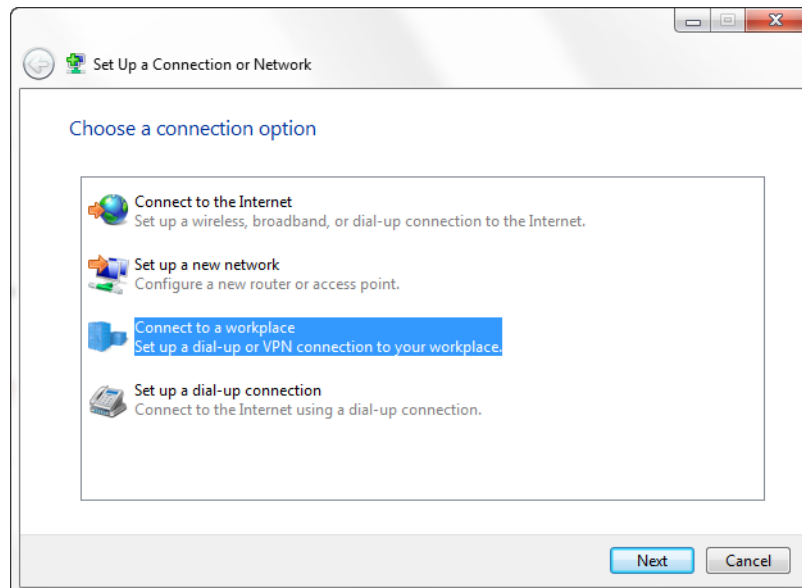 Set Up a Connection or Network
Choose a connection option
Connect to the Internet
Set up a wireless, broadband, or dial-up connection to the Internet.
Set up a new network
Configure a new router or access point.
Connect to a workplace
Set up a dial-up or VPN connection to your workplace.
Set up a dial-up connection
Connect to the Internet using a dial-up connection.
Next
Cancel